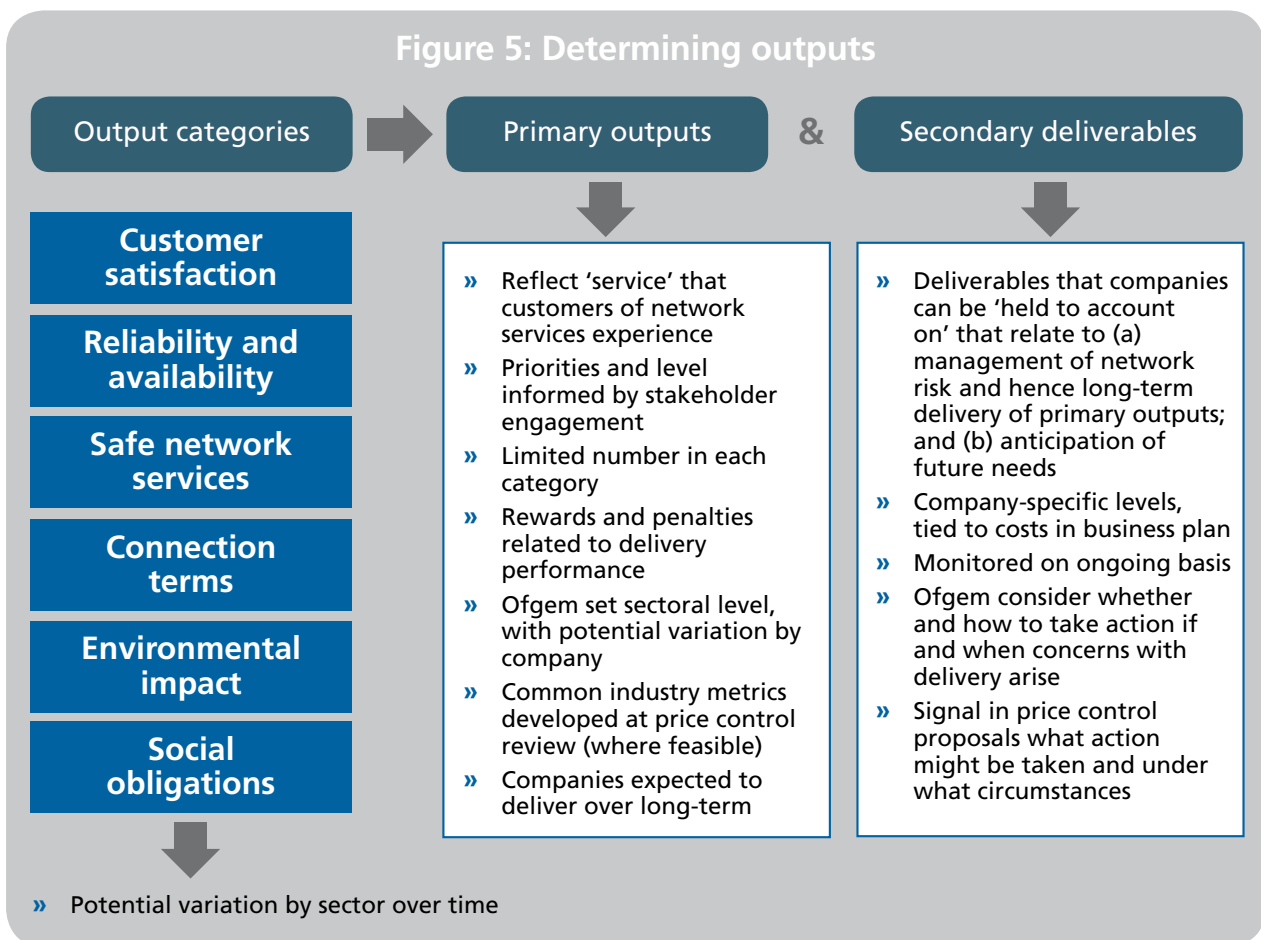 Figure 5: Determining outputs
Output categories
Primary outputs
&
Secondary deliverables
Customer
satisfaction
Reliability and
availability
Safe network
services
Connection
terms
Environmental
impact
Social
obligations
» Potential variation by sector over time
» Reflect ‘service’ that
customers of network
services experience
» Priorities and level
informed by stakeholder
engagement
» Limited number in each
category
» Rewards and penalties
related to delivery
performance
» Ofgem set sectoral level,
with potential variation by
company
» Common industry metrics
developed at price control
review (where feasible)
» Companies expected to
deliver over long-term
» Deliverables that companies
can be ‘held to account
on’ that relate to (a)
management of network
risk and hence long-term
delivery of primary outputs;
and (b) anticipation of
future needs
» Company-specific levels,
tied to costs in business plan
» Monitored on ongoing basis
» Ofgem consider whether
and how to take action if
and when concerns with
delivery arise
» Signal in price control
proposals what action
might be taken and under
what circumstances